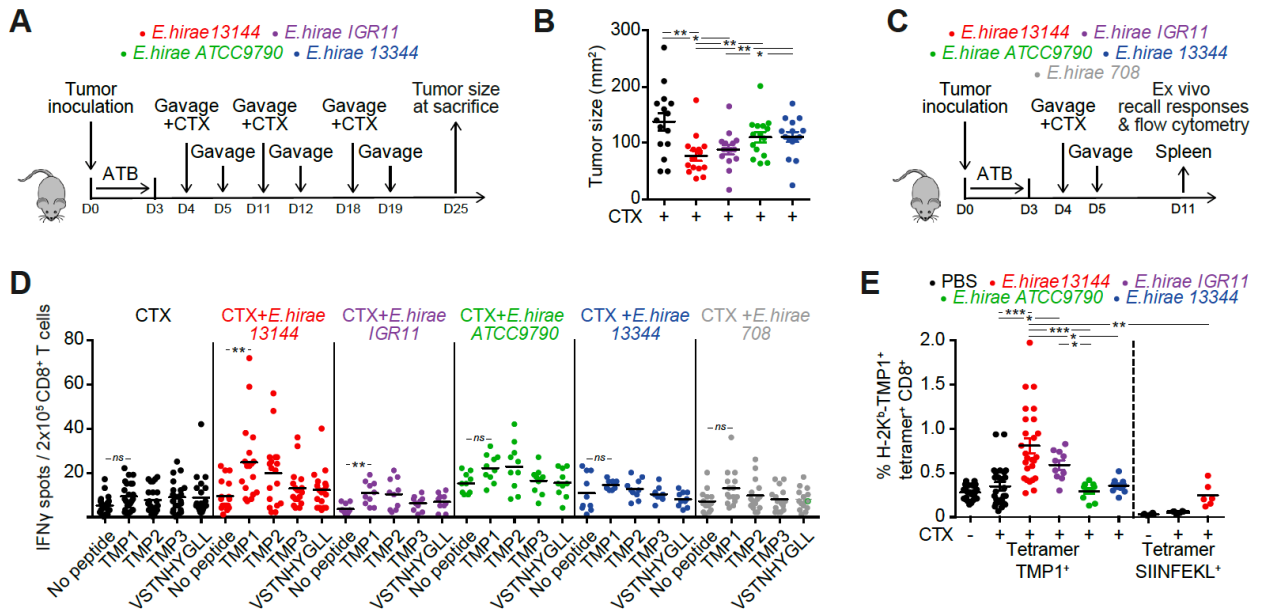 A
• E.hirae13144 • E.hirae IGR11
• E.hirae ATCC9790 • E.hirae 13344
Tumor
inoculation
Gavage
+CTX
Gavage
+CTX
Gavage
+CTX
Tumor size
at sacrifice
Gavage
Gavage
Gavage
ATB
D0 D3 D4 D5 D11 D12 D18 D19 D25
B
Tumor size (mm²)
300
200
100
0
** *
** **
** *
CTX + + + + +
C
• E.hirae13144 • E.hirae IGR11
• E.hirae ATCC9790 • E.hirae 13344
• E.hirae 708
Tumor
inoculation
Gavage
+CTX
Ex vivo
recall responses
& flow cytometry
Gavage
Spleen
ATB
D0 D3 D4 D5 D11
D
IFNγ spots / 2x10⁵ CD8⁺ T cells
80
60
40
20
CTX
CTX+E.hirae
13144
CTX+E.hirae
IGR11
CTX+E.hirae
ATCC9790
CTX +E.hirae
13344
CTX +E.hirae
708
ns ** ** ns ns ns
No peptide TMP1 TMP2 TMP3 VSTNHYGLL
No peptide TMP1 TMP2 TMP3 VSTNHYGLL
No peptide TMP1 TMP2 TMP3 VSTNHYGLL
No peptide TMP1 TMP2 TMP3 VSTNHYGLL
No peptide TMP1 TMP2 TMP3 VSTNHYGLL
No peptide TMP1 TMP2 TMP3 VSTNHYGLL
E
• PBS • E.hirae13144 • E.hirae IGR11
• E.hirae ATCC9790 • E.hirae 13344
% H-2Kᵇ-TMP1⁺
tetramer⁺ CD8⁺
2.0
1.5
1.0
0.5
0
***
*
**
***
*
*
CTX - + + + + + - + +
Tetramer
TMP1⁺
Tetramer
SIINFEKL⁺